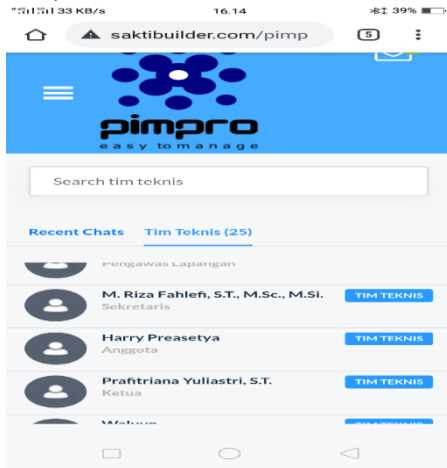 33 KB/s 16.14 39%
saktibuilder.com/pimp 5
pimpro
easy to manage
Search tim teknis
Recent Chats Tim Teknis (25)
Pengawas Lapangan
M. Riza Fahlefi, S.T., M.Sc., M.Si. TIM TEKNIS
Sekretaris
Harry Preasetya TIM TEKNIS
Anggota
Prafitriana Yuliastri, S.T. TIM TEKNIS
Ketua